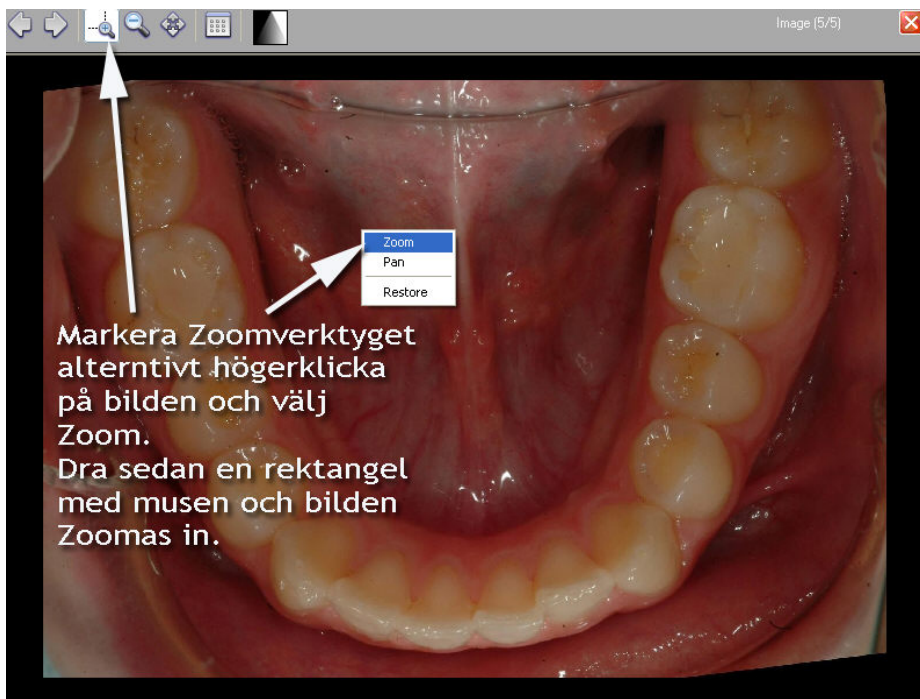 Image (5/5)
Zoom
Pan
Restore
Markera Zoomverktyget
alterntivt högerklicka
på bilden och välj
Zoom.
Dra sedan en rektangel
med musen och bilden
Zoomas in.